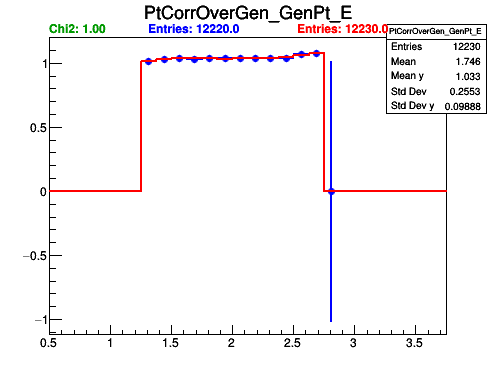 PtCorrOverGen_GenPt_E
Chi2: 1.00 Entries: 12220.0 Entries: 12230.0
PtCorrOverGen_GenPt_E
Entries 12230
Mean 1.746
Mean y 1.033
Std Dev 0.2553
Std Dev y 0.09888
1
0.5
0
−0.5
−1
0.5 1 1.5 2 2.5 3 3.5